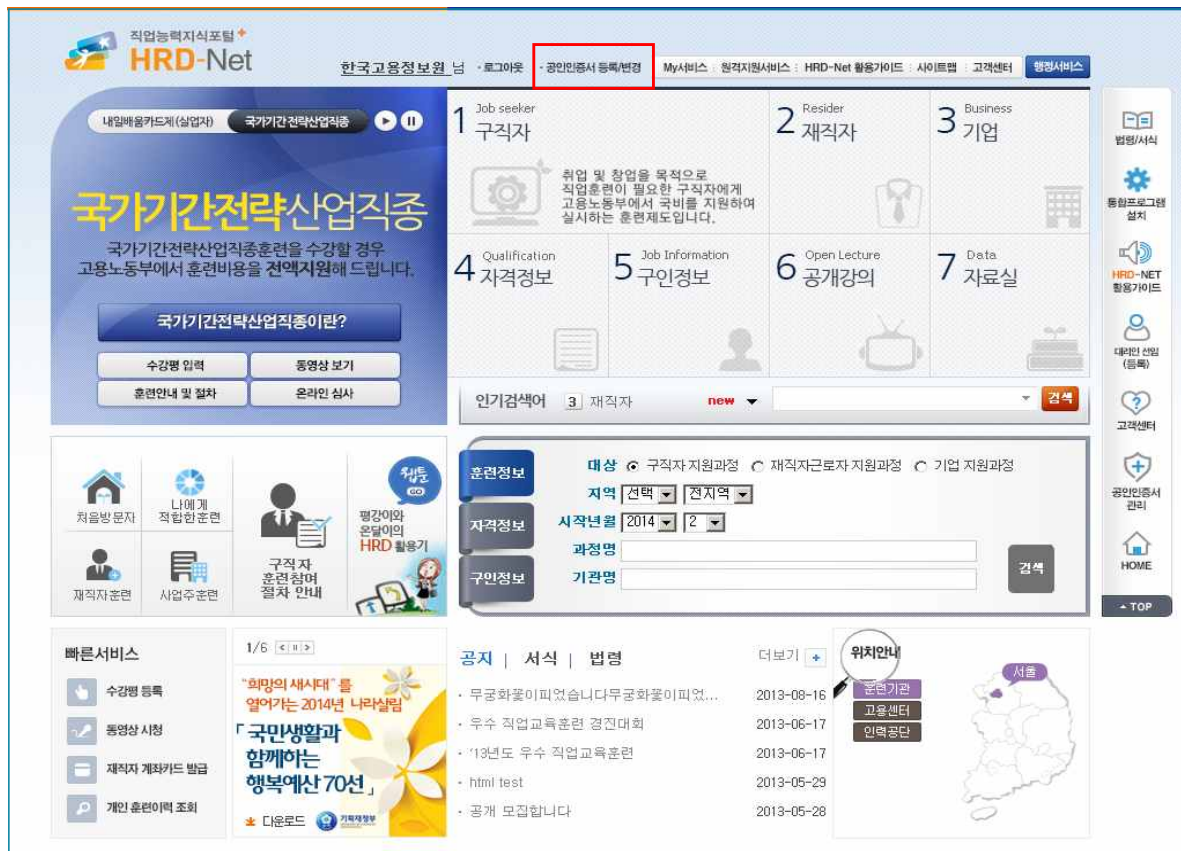 직업능력지식포털+
HRD-Net
한국고용정보원 님 · 로그아웃 · 공인인증서 등록/변경 My서비스 : 원격지원서비스 : HRD-Net 활용가이드 : 사이트맵 : 고객센터 행정서비스
내일배움카드제(실업자) 국가기간전략산업직종
국가기간전략산업직종
국가기간전략산업직종훈련을 수강할 경우
고용노동부에서 훈련비용을 전액지원해 드립니다.
국가기간전략산업직종이란?
수강평 입력 동영상 보기
훈련안내 및 절차 온라인 심사
1 Job seeker
구직자
취업 및 창업을 목적으로
직업훈련이 필요한 구직자에게
고용노동부에서 국비를 지원하여
실시하는 훈련제도입니다.
2 Resider
재직자
3 Business
기업
4 Qualification
자격정보
5 Job Information
구인정보
6 Open Lecture
공개강의
7 Data
자료실
인기검색어 3 재직자 new 검색
법령/서식
통합프로그램
설치
HRD-NET
활용가이드
대리인 선임
(등록)
고객센터
공인인증서
관리
HOME
TOP
처음방문자
나에게
적합한훈련
재직자훈련
사업주훈련
구직자
훈련참여
절차 안내
웹툰
GO
평강이와
온달이의
HRD 활용기
훈련정보
자격정보
구인정보
대상 구직자 지원과정 재직자근로자 지원과정 기업 지원과정
지역 선택 전지역
시작년월 2014 2
과정명
기관명
검색
빠른서비스
수강평 등록
동영상 시청
재직자 계좌카드 발급
개인 훈련이력 조회
1/6
"희망의 새시대"를
열어가는 2014년 나라살림
「국민생활과
함께하는
행복예산 70선」
다운로드 기획재정부
공지 | 서식 | 법령 더보기 +
· 무궁화꽃이피었습니다무궁화꽃이피었... 2013-08-16
· 우수 직업교육훈련 경진대회 2013-06-17
· '13년도 우수 직업교육훈련 2013-06-17
· html test 2013-05-29
· 공개 모집합니다 2013-05-28
위치안내
훈련기관
고용센터
인력공단
서울